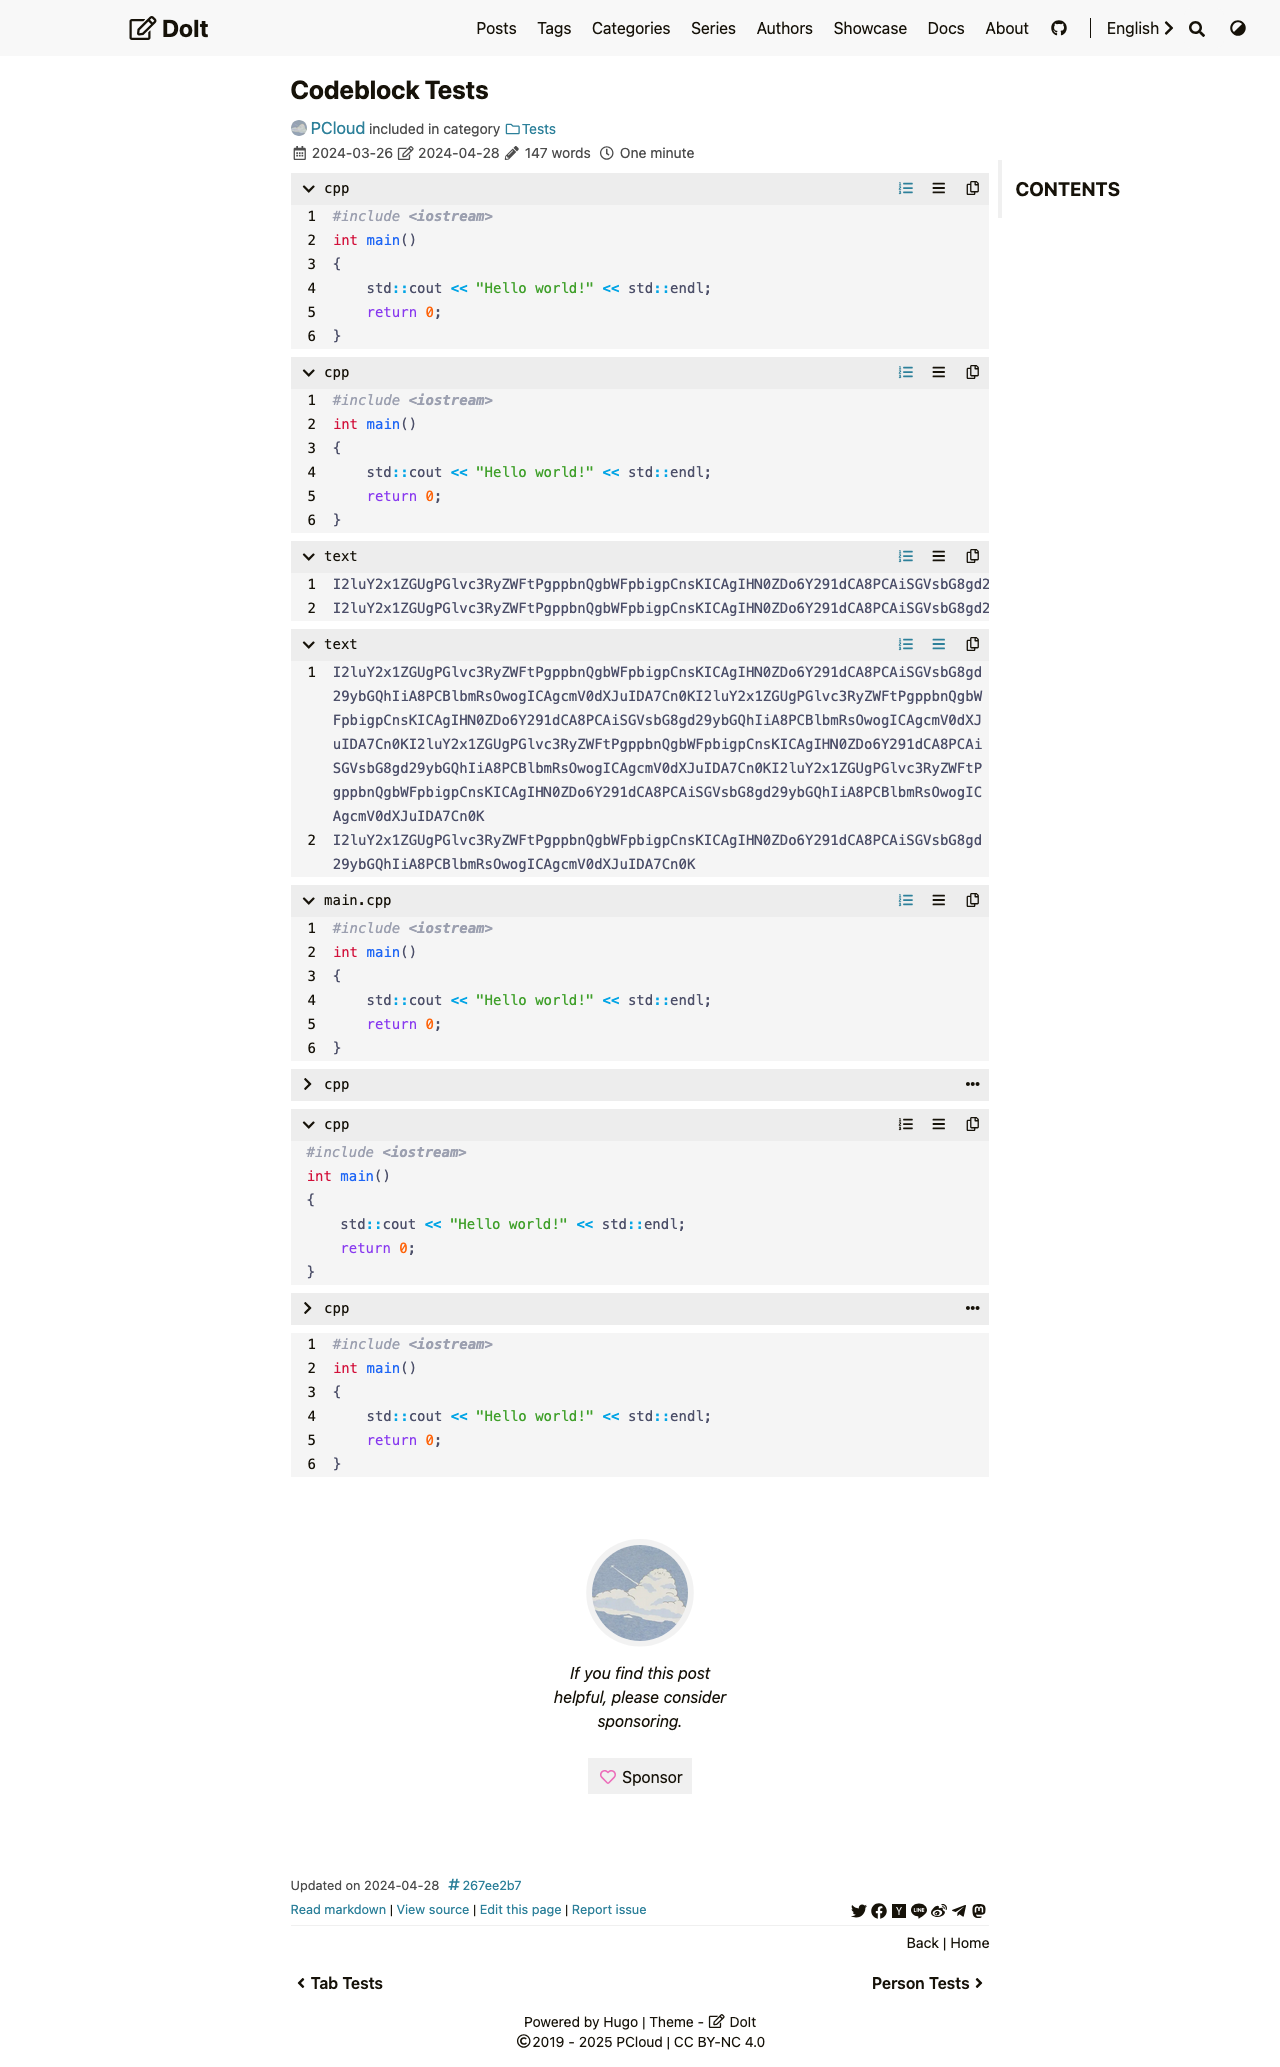 DoIt
Posts Tags Categories Series Authors Showcase Docs About English
Codeblock Tests
PCloud included in category Tests
2024-03-26 2024-04-28 147 words One minute
CONTENTS
cpp
1 #include <iostream>
2 int main()
3 {
4     std::cout << "Hello world!" << std::endl;
5     return 0;
6 }
cpp
1 #include <iostream>
2 int main()
3 {
4     std::cout << "Hello world!" << std::endl;
5     return 0;
6 }
text
1 I2luY2x1ZGUgPGlvc3RyZWFtPgppbnQgbWFpbigpCnsKICAgIHN0ZDo6Y291dCA8PCAiSGVsbG8gd2
2 I2luY2x1ZGUgPGlvc3RyZWFtPgppbnQgbWFpbigpCnsKICAgIHN0ZDo6Y291dCA8PCAiSGVsbG8gd2
text
1 I2luY2x1ZGUgPGlvc3RyZWFtPgppbnQgbWFpbigpCnsKICAgIHN0ZDo6Y291dCA8PCAiSGVsbG8gd
29ybGQhIiA8PCBlbmRsOwogICAgcmV0dXJuIDA7Cn0KI2luY2x1ZGUgPGlvc3RyZWFtPgppbnQgbW
FpbigpCnsKICAgIHN0ZDo6Y291dCA8PCAiSGVsbG8gd29ybGQhIiA8PCBlbmRsOwogICAgcmV0dXJ
uIDA7Cn0KI2luY2x1ZGUgPGlvc3RyZWFtPgppbnQgbWFpbigpCnsKICAgIHN0ZDo6Y291dCA8PCAi
SGVsbG8gd29ybGQhIiA8PCBlbmRsOwogICAgcmV0dXJuIDA7Cn0KI2luY2x1ZGUgPGlvc3RyZWFtP
gppbnQgbWFpbigpCnsKICAgIHN0ZDo6Y291dCA8PCAiSGVsbG8gd29ybGQhIiA8PCBlbmRsOwogIC
AgcmV0dXJuIDA7Cn0K
2 I2luY2x1ZGUgPGlvc3RyZWFtPgppbnQgbWFpbigpCnsKICAgIHN0ZDo6Y291dCA8PCAiSGVsbG8gd
29ybGQhIiA8PCBlbmRsOwogICAgcmV0dXJuIDA7Cn0K
main.cpp
1 #include <iostream>
2 int main()
3 {
4     std::cout << "Hello world!" << std::endl;
5     return 0;
6 }
cpp
cpp
#include <iostream>
int main()
{
    std::cout << "Hello world!" << std::endl;
    return 0;
}
cpp
1 #include <iostream>
2 int main()
3 {
4     std::cout << "Hello world!" << std::endl;
5     return 0;
6 }
If you find this post
helpful, please consider
sponsoring.
Sponsor
Updated on 2024-04-28 267ee2b7
Read markdown | View source | Edit this page | Report issue
Back | Home
Tab Tests Person Tests
Powered by Hugo | Theme - DoIt
©2019 - 2025 PCloud | CC BY-NC 4.0